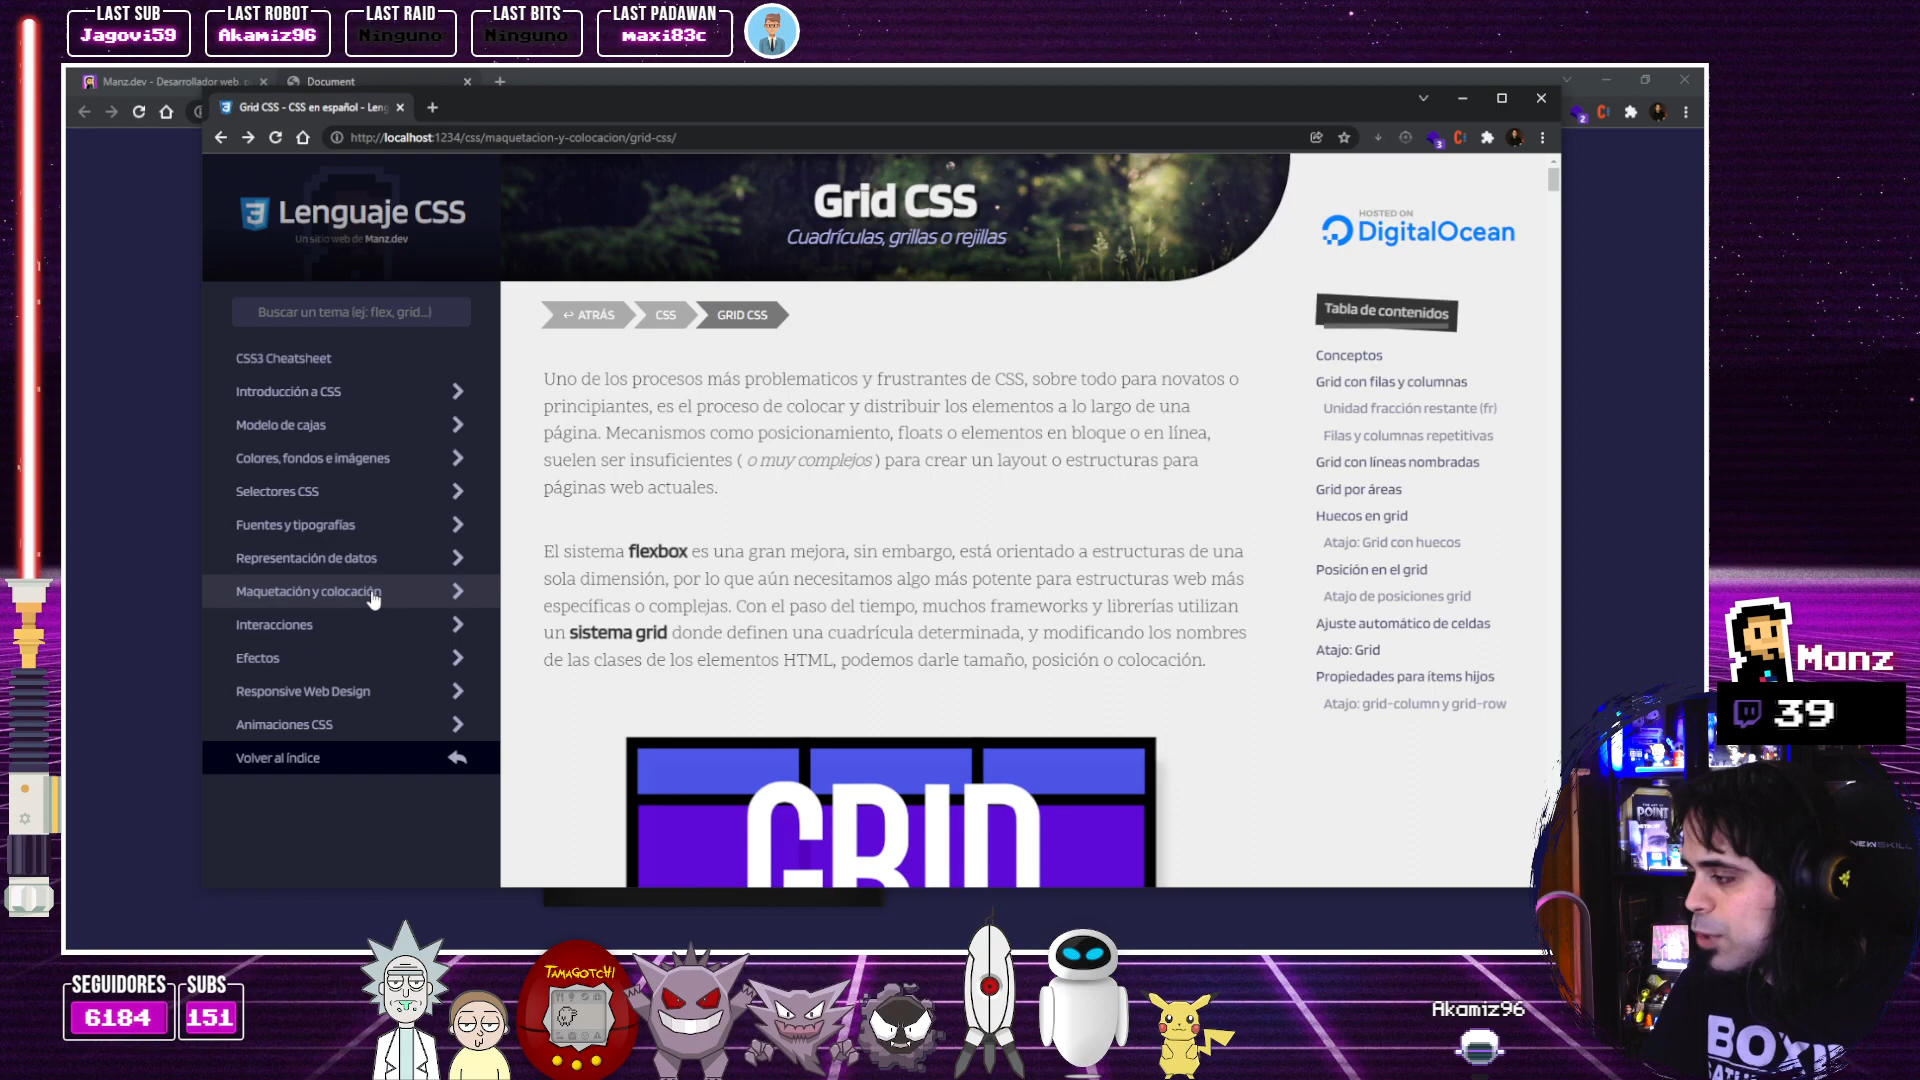 LAST SUB
Jagovi59
LAST ROBOT
Akamiz96
LAST RAID
Ninguno
LAST BITS
Ninguno
LAST PADAWAN
maxi83c
Manz.dev - Desarrollador web, p
Document
Grid CSS - CSS en español - Leng
http://localhost:1234/css/maquetacion-y-colocacion/grid-css/
2
3
Lenguaje CSS
Un sitio web de Manz.dev
Grid CSS
Cuadrículas, grillas o rejillas
HOSTED ON
DigitalOcean
Buscar un tema (ej: flex, grid...)
CSS3 Cheatsheet
Introducción a CSS
Modelo de cajas
Colores, fondos e imágenes
Selectores CSS
Fuentes y tipografías
Representación de datos
Maquetación y colocación
Interacciones
Efectos
Responsive Web Design
Animaciones CSS
Volver al índice
ATRÁS
CSS
GRID CSS
Uno de los procesos más problematicos y frustrantes de CSS, sobre todo para novatos o
principiantes, es el proceso de colocar y distribuir los elementos a lo largo de una
página. Mecanismos como posicionamiento, floats o elementos en bloque o en línea,
suelen ser insuficientes ( o muy complejos ) para crear un layout o estructuras para
páginas web actuales.
El sistema flexbox es una gran mejora, sin embargo, está orientado a estructuras de una
sola dimensión, por lo que aún necesitamos algo más potente para estructuras web más
específicas o complejas. Con el paso del tiempo, muchos frameworks y librerías utilizan
un sistema grid donde definen una cuadrícula determinada, y modificando los nombres
de las clases de los elementos HTML, podemos darle tamaño, posición o colocación.
GRID
Tabla de contenidos
Conceptos
Grid con filas y columnas
Unidad fracción restante (fr)
Filas y columnas repetitivas
Grid con líneas nombradas
Grid por áreas
Huecos en grid
Atajo: Grid con huecos
Posición en el grid
Atajo de posiciones grid
Ajuste automático de celdas
Atajo: Grid
Propiedades para ítems hijos
Atajo: grid-column y grid-row
Manz
39
POINT
NEWSKILL
BOX
SEGUIDORES
6184
SUBS
151
TAMAGOTCHI
Akamiz96